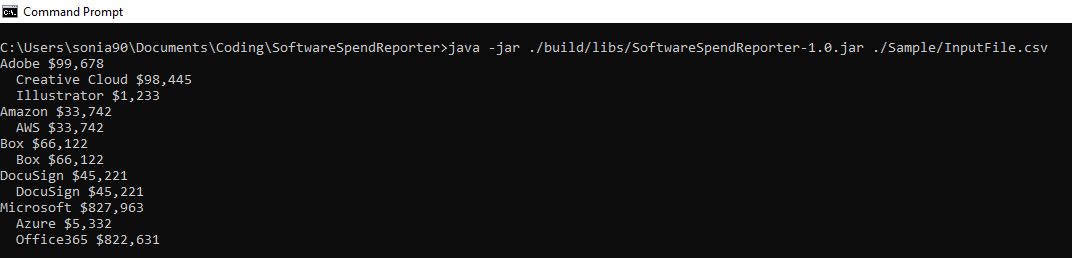 Command Prompt
C:\Users\sonia90\Documents\Coding\SoftwareSpendReporter>java -jar ./build/libs/SoftwareSpendReporter-1.0.jar ./Sample/InputFile.csv
Adobe $99,678
  Creative Cloud $98,445
  Illustrator $1,233
Amazon $33,742
  AWS $33,742
Box $66,122
  Box $66,122
DocuSign $45,221
  DocuSign $45,221
Microsoft $827,963
  Azure $5,332
  Office365 $822,631